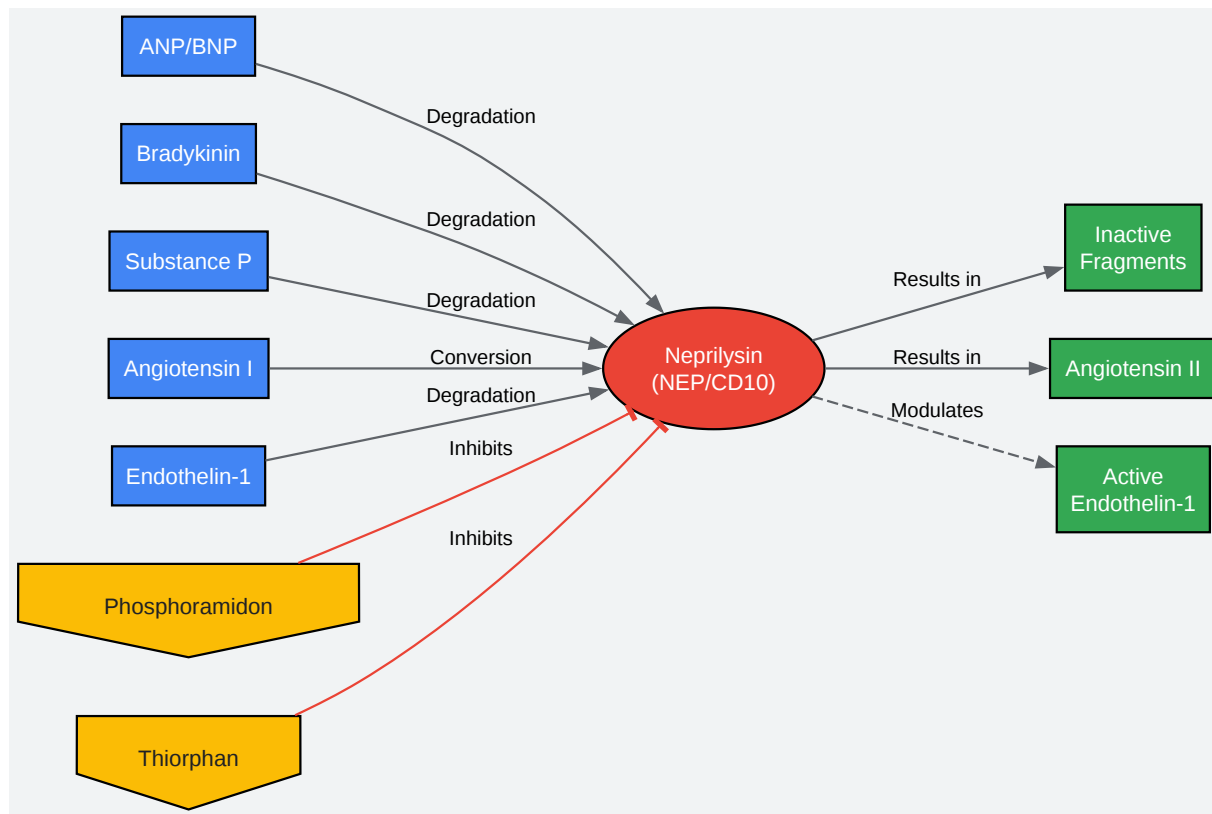 ANP/BNP
Degradation
Bradykinin
Degradation
Substance P
Degradation
Angiotensin I
Conversion
Endothelin-1
Degradation
Phosphoramidon
Inhibits
Thiorphan
Inhibits
Neprilysin
(NEP/CD10)
Results in
Inactive
Fragments
Results in
Angiotensin II
Modulates
Active
Endothelin-1